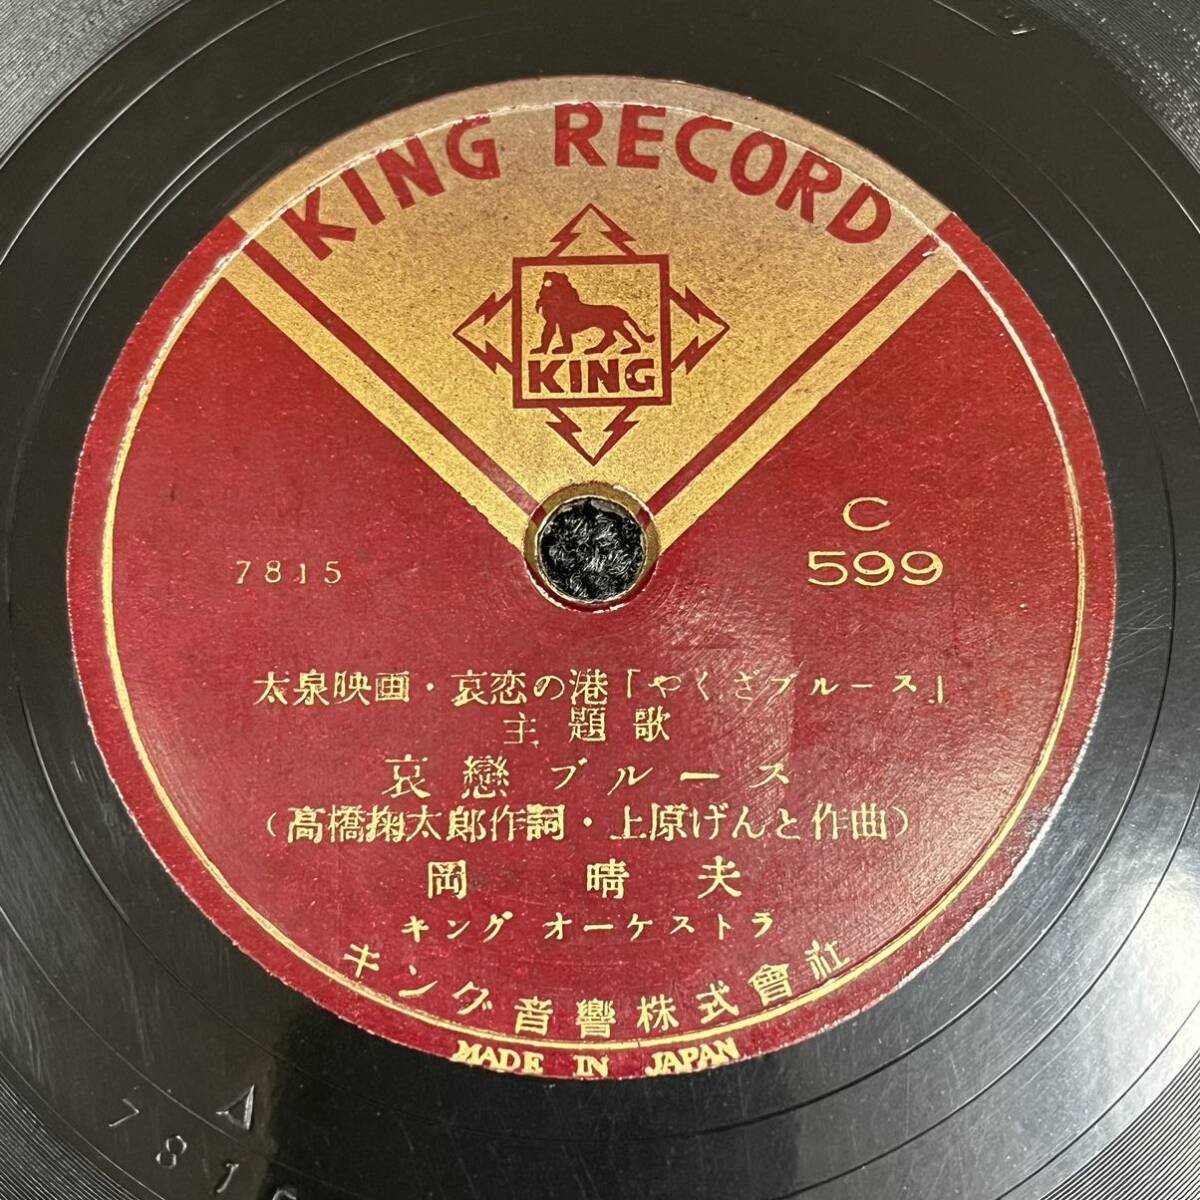 KING RECORD
KING
C
599
7815
太泉映画・哀恋の港「やくざブルース」
主題歌
哀戀ブルース
(高橋掬太郎作詞・上原げんと作曲)
岡晴夫
キング オーケストラ
キング音響株式會社
MADE IN JAPAN
A
781